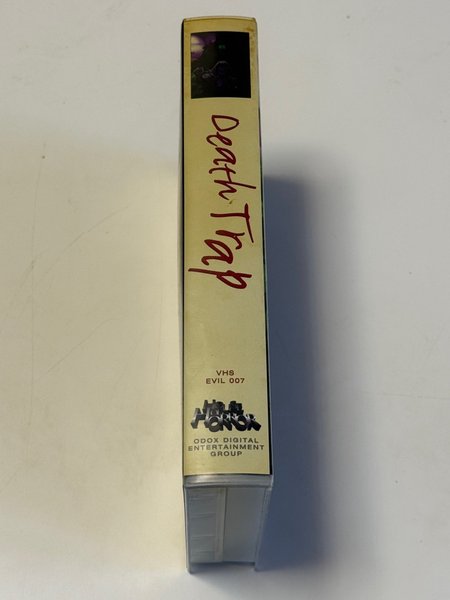 Death Trap
VHS
EVIL 007
ODOX DIGITAL
ENTERTAINMENT
GROUP